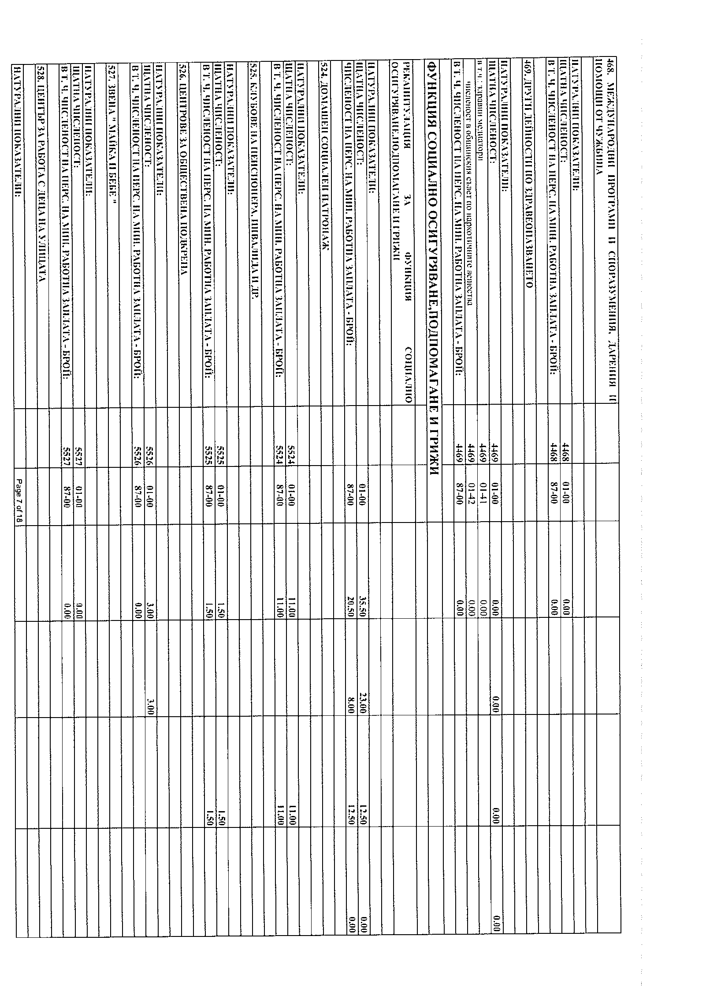 468. МЕЖДУНАРОДНИ ПРОГРАМИ И СПОРАЗУМЕНИЯ, ДАРЕНИЯ И
ПОМОЩИ ОТ ЧУЖБИНА
НАТУРАЛНИ ПОКАЗАТЕЛИ:
ЩАТНА ЧИСЛЕНОСТ: 4468 01-00 0.00
В Т. Ч. ЧИСЛЕНОСТ НА ПЕРС. НА МИН. РАБОТНА ЗАПЛАТА - БРОЙ: 4468 87-00 0.00
469. ДРУГИ ДЕЙНОСТИ ПО ЗДРАВЕОПАЗВАНЕТО
НАТУРАЛНИ ПОКАЗАТЕЛИ:
ЩАТНА ЧИСЛЕНОСТ: 4469 01-00 0.00 0.00 0.00 0.00
в т.ч.: здравни медиатори 4469 01-41 0.00
численост в общинския съвет по наркотичните вещества 4469 01-42 0.00
В Т. Ч. ЧИСЛЕНОСТ НА ПЕРС. НА МИН. РАБОТНА ЗАПЛАТА - БРОЙ: 4469 87-00 0.00
ФУНКЦИЯ СОЦИАЛНО ОСИГУРЯВАНЕ,ПОДПОМАГАНЕ И ГРИЖИ
РЕКАПИТУЛАЦИЯ ЗА ФУНКЦИЯ СОЦИАЛНО
ОСИГУРЯВАНЕ,ПОДПОМАГАНЕ И ГРИЖИ
НАТУРАЛНИ ПОКАЗАТЕЛИ:
ЩАТНА ЧИСЛЕНОСТ: 01-00 35.50 23.00 12.50 0.00
ЧИСЛЕНОСТ НА ПЕРС. НА МИН. РАБОТНА ЗАПЛАТА - БРОЙ: 87-00 20.50 8.00 12.50 0.00
524. ДОМАШЕН СОЦИАЛЕН ПАТРОНАЖ
НАТУРАЛНИ ПОКАЗАТЕЛИ:
ЩАТНА ЧИСЛЕНОСТ: 5524 01-00 11.00 11.00
В Т. Ч. ЧИСЛЕНОСТ НА ПЕРС. НА МИН. РАБОТНА ЗАПЛАТА - БРОЙ: 5524 87-00 11.00 11.00
525. КЛУБОВЕ НА ПЕНСИОНЕРА, ИНВАЛИДА И ДР.
НАТУРАЛНИ ПОКАЗАТЕЛИ:
ЩАТНА ЧИСЛЕНОСТ: 5525 01-00 1.50 1.50
В Т. Ч. ЧИСЛЕНОСТ НА ПЕРС. НА МИН. РАБОТНА ЗАПЛАТА - БРОЙ: 5525 87-00 1.50 1.50
526. ЦЕНТРОВЕ ЗА ОБЩЕСТВЕНА ПОДКРЕПА
НАТУРАЛНИ ПОКАЗАТЕЛИ:
ЩАТНА ЧИСЛЕНОСТ: 5526 01-00 3.00 3.00
В Т. Ч. ЧИСЛЕНОСТ НА ПЕРС. НА МИН. РАБОТНА ЗАПЛАТА - БРОЙ: 5526 87-00 0.00
527. ЗВЕНА " МАЙКА И БЕБЕ "
НАТУРАЛНИ ПОКАЗАТЕЛИ:
ЩАТНА ЧИСЛЕНОСТ: 5527 01-00 0.00
В Т. Ч. ЧИСЛЕНОСТ НА ПЕРС. НА МИН. РАБОТНА ЗАПЛАТА - БРОЙ: 5527 87-00 0.00
528. ЦЕНТЪР ЗА РАБОТА С ДЕЦА НА УЛИЦАТА
НАТУРАЛНИ ПОКАЗАТЕЛИ:
Page 7 of 18